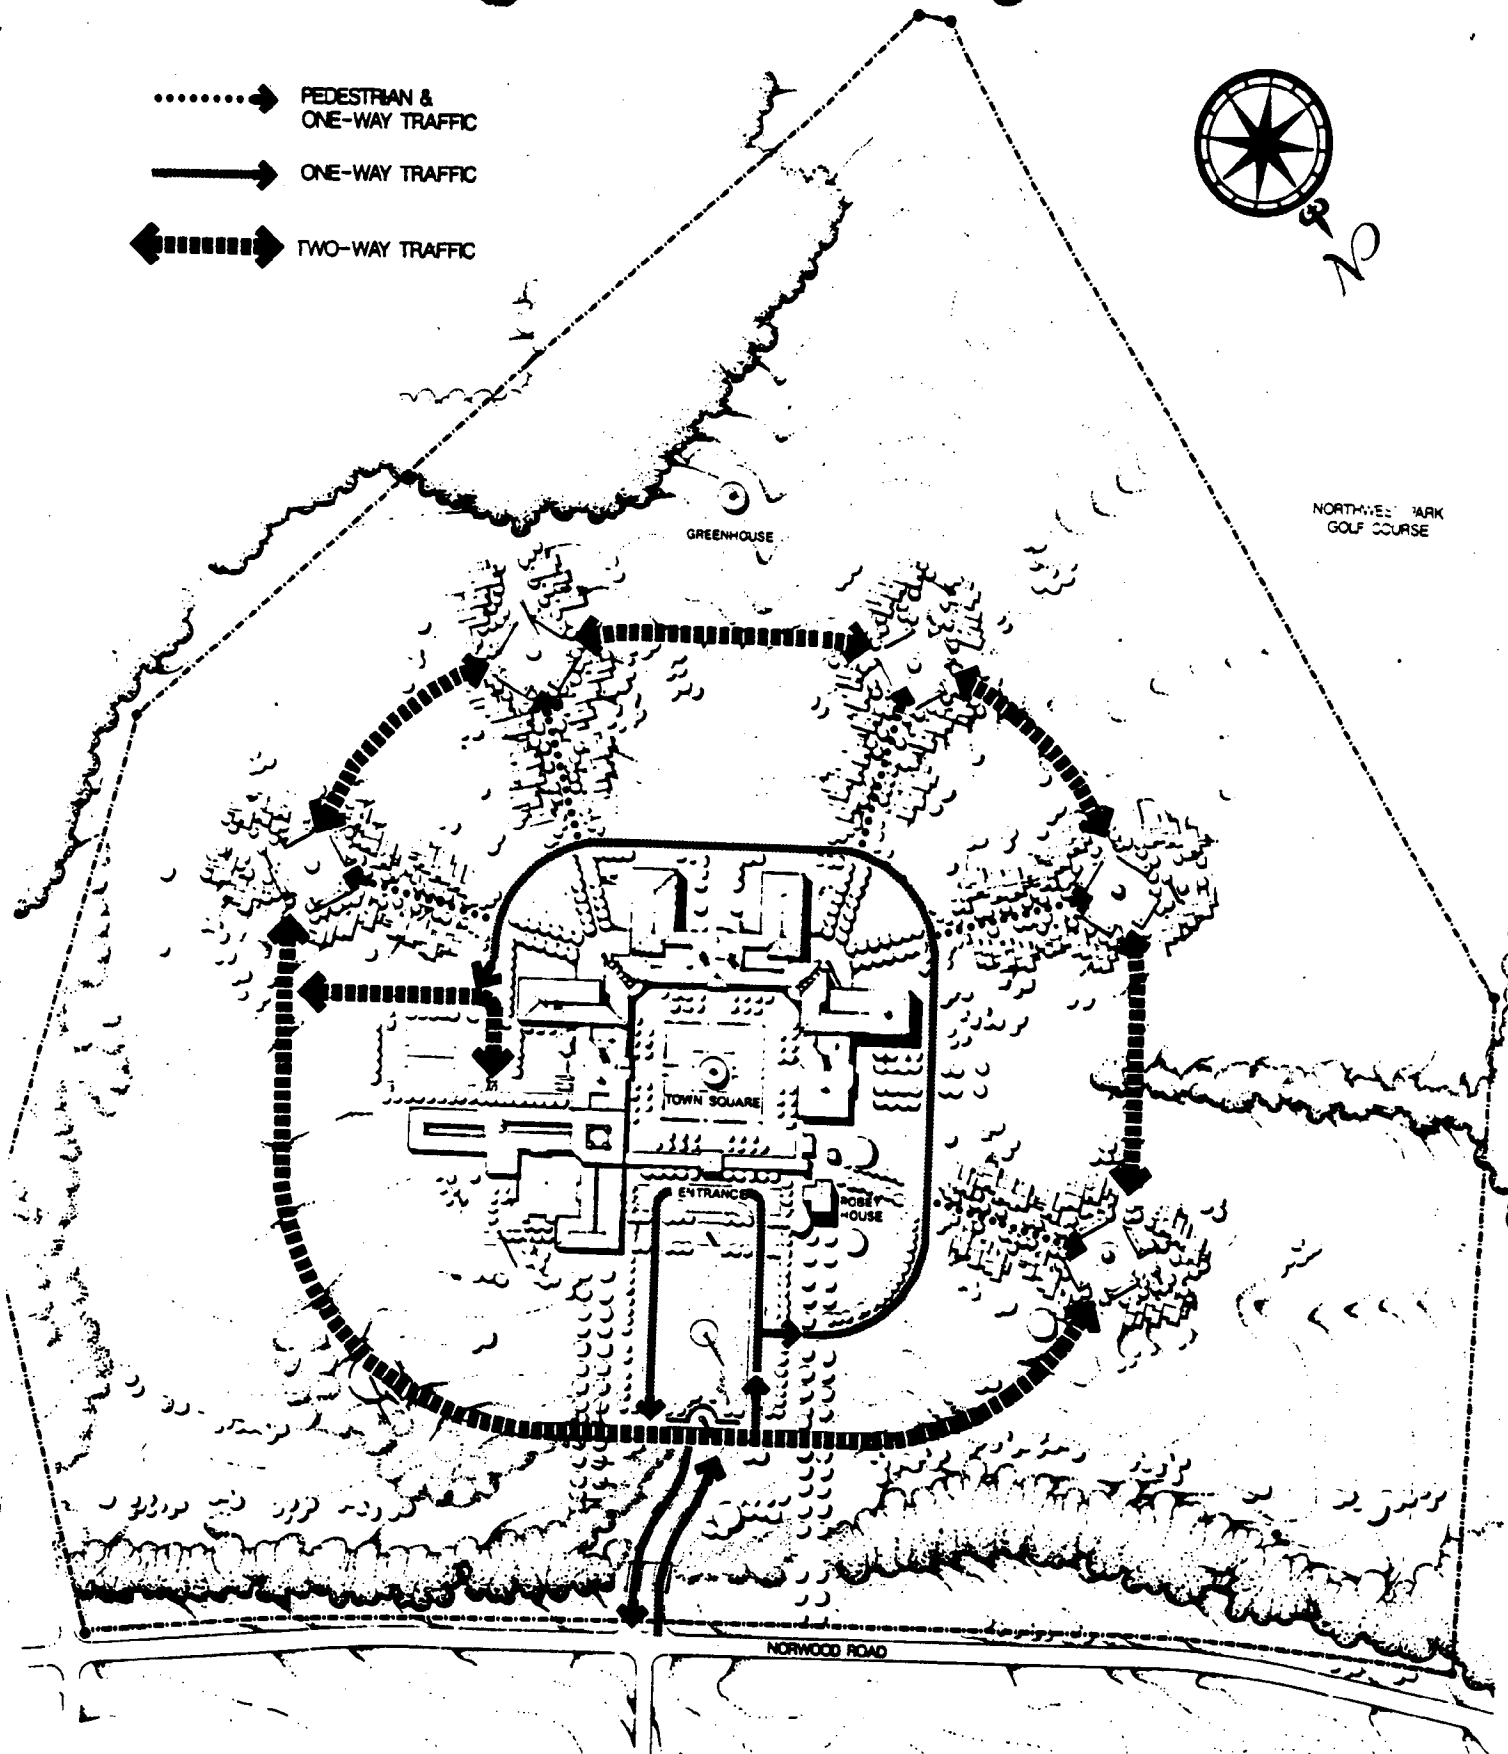 PEDESTRIAN &
ONE-WAY TRAFFIC
ONE-WAY TRAFFIC
TWO-WAY TRAFFIC
N
GOLF COURSE
GREENHOUSE
TOWN SQUARE
ENTRANCE
ROBEY
HOUSE
NORWOOD ROAD